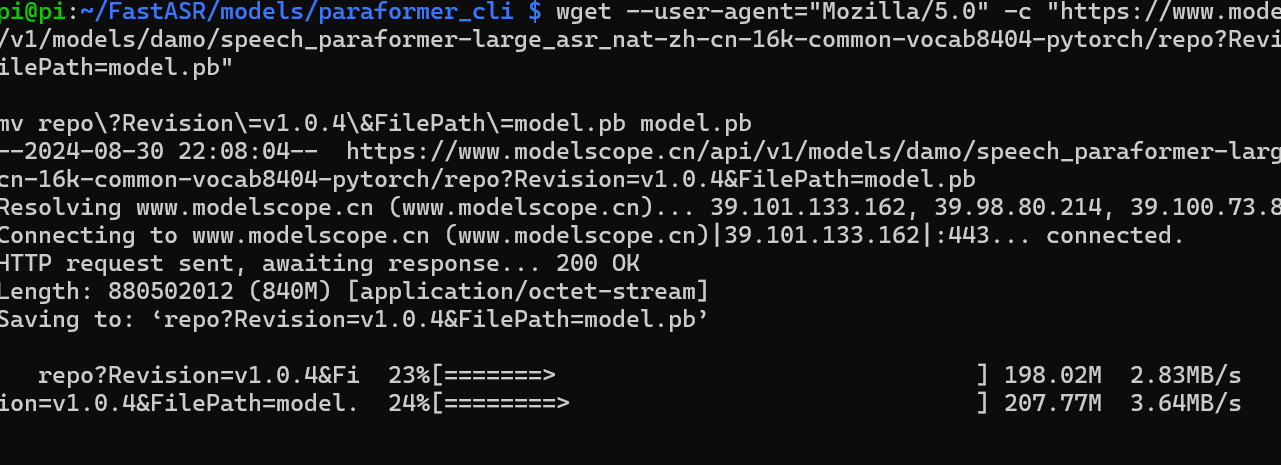 pi@pi:~/FastASR/models/paraformer_cli $ wget --user-agent="Mozilla/5.0" -c "https://www.mode
/v1/models/damo/speech_paraformer-large_asr_nat-zh-cn-16k-common-vocab8404-pytorch/repo?Revi
ilePath=model.pb"
mv repo\?Revision\=v1.0.4\&FilePath\=model.pb model.pb
--2024-08-30 22:08:04--  https://www.modelscope.cn/api/v1/models/damo/speech_paraformer-larg
cn-16k-common-vocab8404-pytorch/repo?Revision=v1.0.4&FilePath=model.pb
Resolving www.modelscope.cn (www.modelscope.cn)... 39.101.133.162, 39.98.80.214, 39.100.73.8
Connecting to www.modelscope.cn (www.modelscope.cn)|39.101.133.162|:443... connected.
HTTP request sent, awaiting response... 200 OK
Length: 880502012 (840M) [application/octet-stream]
Saving to: ‘repo?Revision=v1.0.4&FilePath=model.pb’
repo?Revision=v1.0.4&Fi  23%[=======>                              ] 198.02M  2.83MB/s
ion=v1.0.4&FilePath=model.  24%[========>                             ] 207.77M  3.64MB/s